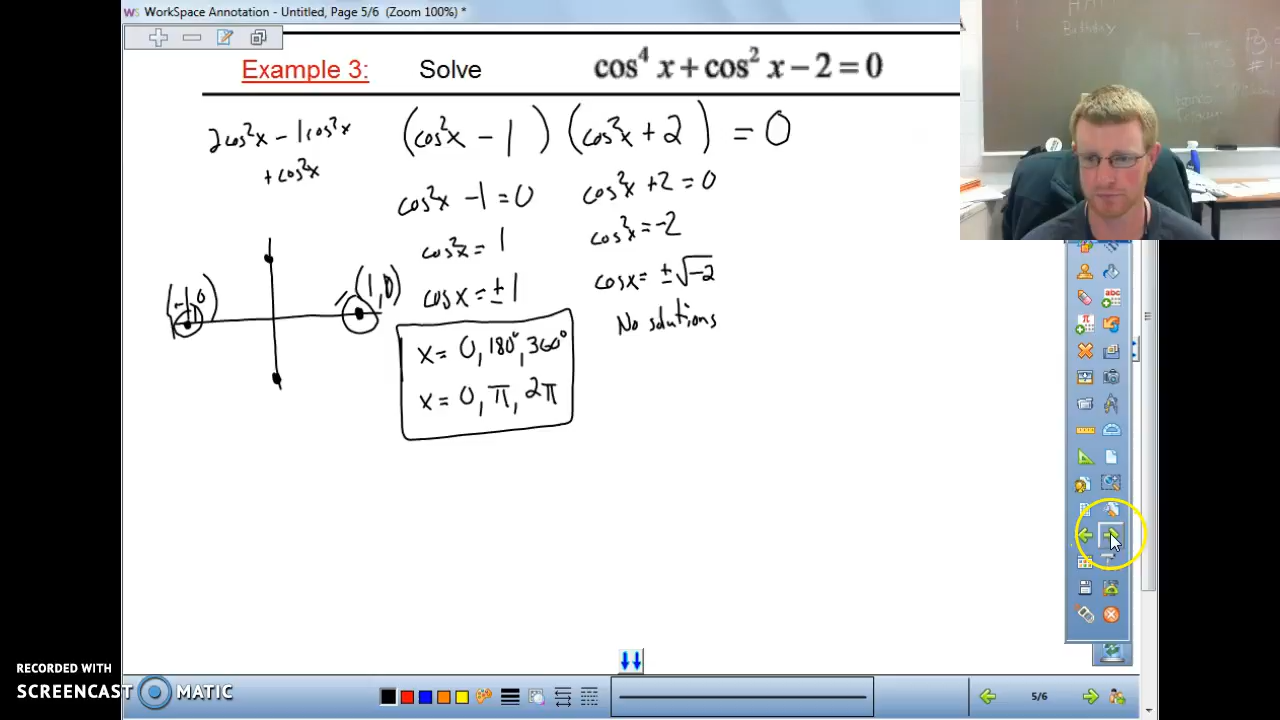 WorkSpace Annotation - Untitled, Page 5/6 (Zoom 100%) *
Example 3: Solve cos⁴ x + cos² x − 2 = 0
2cos²x − 1cos²x
+ cos²x
(cos²x − 1) (cos²x + 2) = 0
cos²x − 1 = 0
cos²x = 1
cos x = ± 1
x = 0, 180°, 360°
x = 0, π, 2π
cos²x + 2 = 0
cos²x = −2
cos x = ± √−2
No solutions
(−1, 0)
(1, 0)
Birthday
RECORDED WITH
SCREENCAST MATIC
5/6